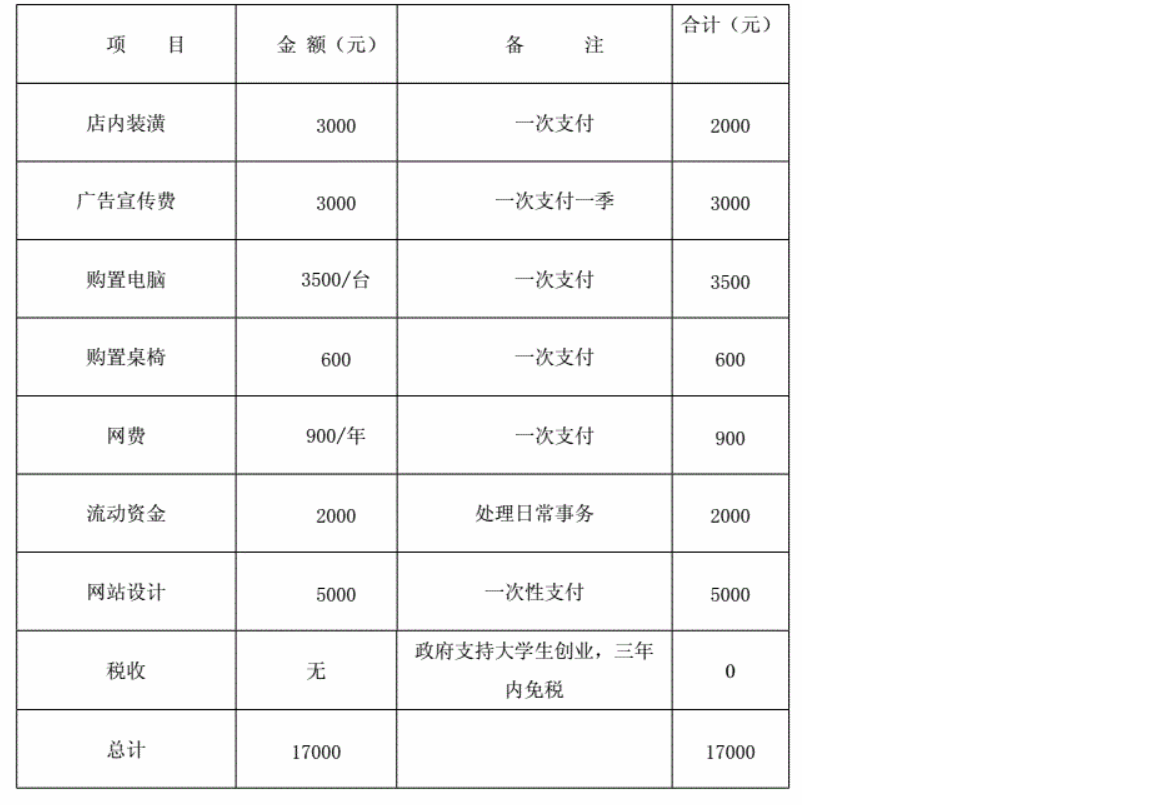 项 目 金 额（元） 备 注 合计（元）
店内装潢 3000 一次支付 2000
广告宣传费 3000 一次支付一季 3000
购置电脑 3500/台 一次支付 3500
购置桌椅 600 一次支付 600
网费 900/年 一次支付 900
流动资金 2000 处理日常事务 2000
网站设计 5000 一次性支付 5000
税收 无 政府支持大学生创业，三年 0
内免税
总计 17000 17000